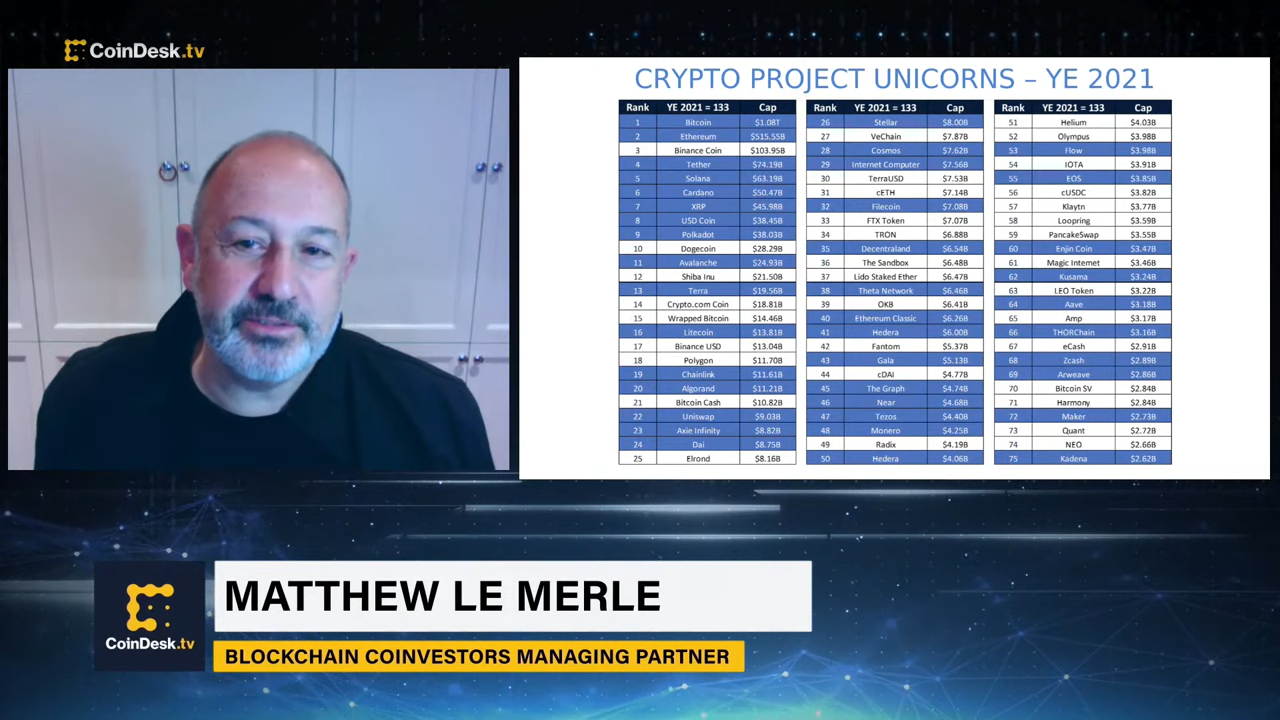 CoinDesk.tv
CRYPTO PROJECT UNICORNS – YE 2021
Rank YE 2021 = 133 Cap
1 Bitcoin $1.08T
2 Ethereum $515.55B
3 Binance Coin $103.95B
4 Tether $74.19B
5 Solana $63.19B
6 Cardano $50.47B
7 XRP $45.98B
8 USD Coin $38.45B
9 Polkadot $38.03B
10 Dogecoin $28.29B
11 Avalanche $24.93B
12 Shiba Inu $21.50B
13 Terra $19.56B
14 Crypto.com Coin $18.81B
15 Wrapped Bitcoin $14.46B
16 Litecoin $13.81B
17 Binance USD $13.04B
18 Polygon $11.70B
19 Chainlink $11.61B
20 Algorand $11.21B
21 Bitcoin Cash $10.82B
22 Uniswap $9.03B
23 Axie Infinity $8.82B
24 Dai $8.75B
25 Elrond $8.16B
Rank YE 2021 = 133 Cap
26 Stellar $8.00B
27 VeChain $7.87B
28 Cosmos $7.62B
29 Internet Computer $7.56B
30 TerraUSD $7.53B
31 cETH $7.14B
32 Filecoin $7.08B
33 FTX Token $7.07B
34 TRON $6.88B
35 Decentraland $6.54B
36 The Sandbox $6.48B
37 Lido Staked Ether $6.47B
38 Theta Network $6.46B
39 OKB $6.41B
40 Ethereum Classic $6.26B
41 Hedera $6.00B
42 Fantom $5.37B
43 Gala $5.13B
44 cDAI $4.77B
45 The Graph $4.74B
46 Near $4.68B
47 Tezos $4.40B
48 Monero $4.25B
49 Radix $4.19B
50 Hedera $4.06B
Rank YE 2021 = 133 Cap
51 Helium $4.03B
52 Olympus $3.98B
53 Flow $3.98B
54 IOTA $3.91B
55 EOS $3.85B
56 cUSDC $3.82B
57 Klaytn $3.77B
58 Loopring $3.59B
59 PancakeSwap $3.55B
60 Enjin Coin $3.47B
61 Magic Internet $3.46B
62 Kusama $3.24B
63 LEO Token $3.22B
64 Aave $3.18B
65 Amp $3.17B
66 THORChain $3.16B
67 eCash $2.91B
68 Zcash $2.89B
69 Arweave $2.86B
70 Bitcoin SV $2.84B
71 Harmony $2.84B
72 Maker $2.73B
73 Quant $2.72B
74 NEO $2.66B
75 Kadena $2.62B
CoinDesk.tv
MATTHEW LE MERLE
BLOCKCHAIN COINVESTORS MANAGING PARTNER